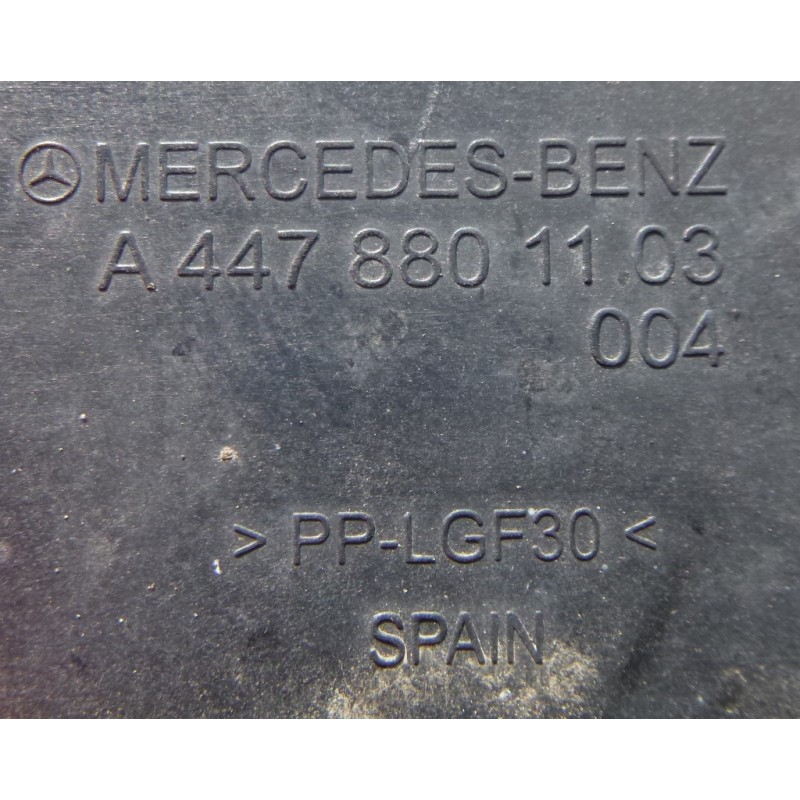 MERCEDES-BENZ
A 447 880 11 03
004
> PP-LGF30 <
SPAIN